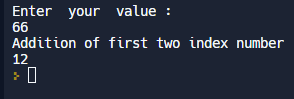 Enter  your  value :
66
Addition of first two index number
12
>